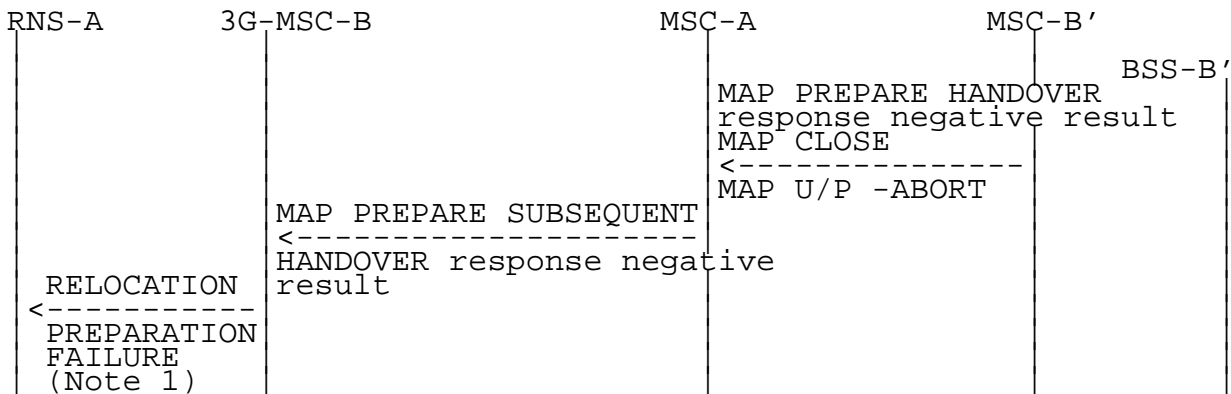 RNS-A 3G-MSC-B MSC-A MSC-B'
BSS-B'
MAP PREPARE HANDOVER
response negative result
MAP CLOSE
<---------------
MAP U/P -ABORT
MAP PREPARE SUBSEQUENT
<----------------------
HANDOVER response negative
result
RELOCATION
<------------
PREPARATION
FAILURE
(Note 1)